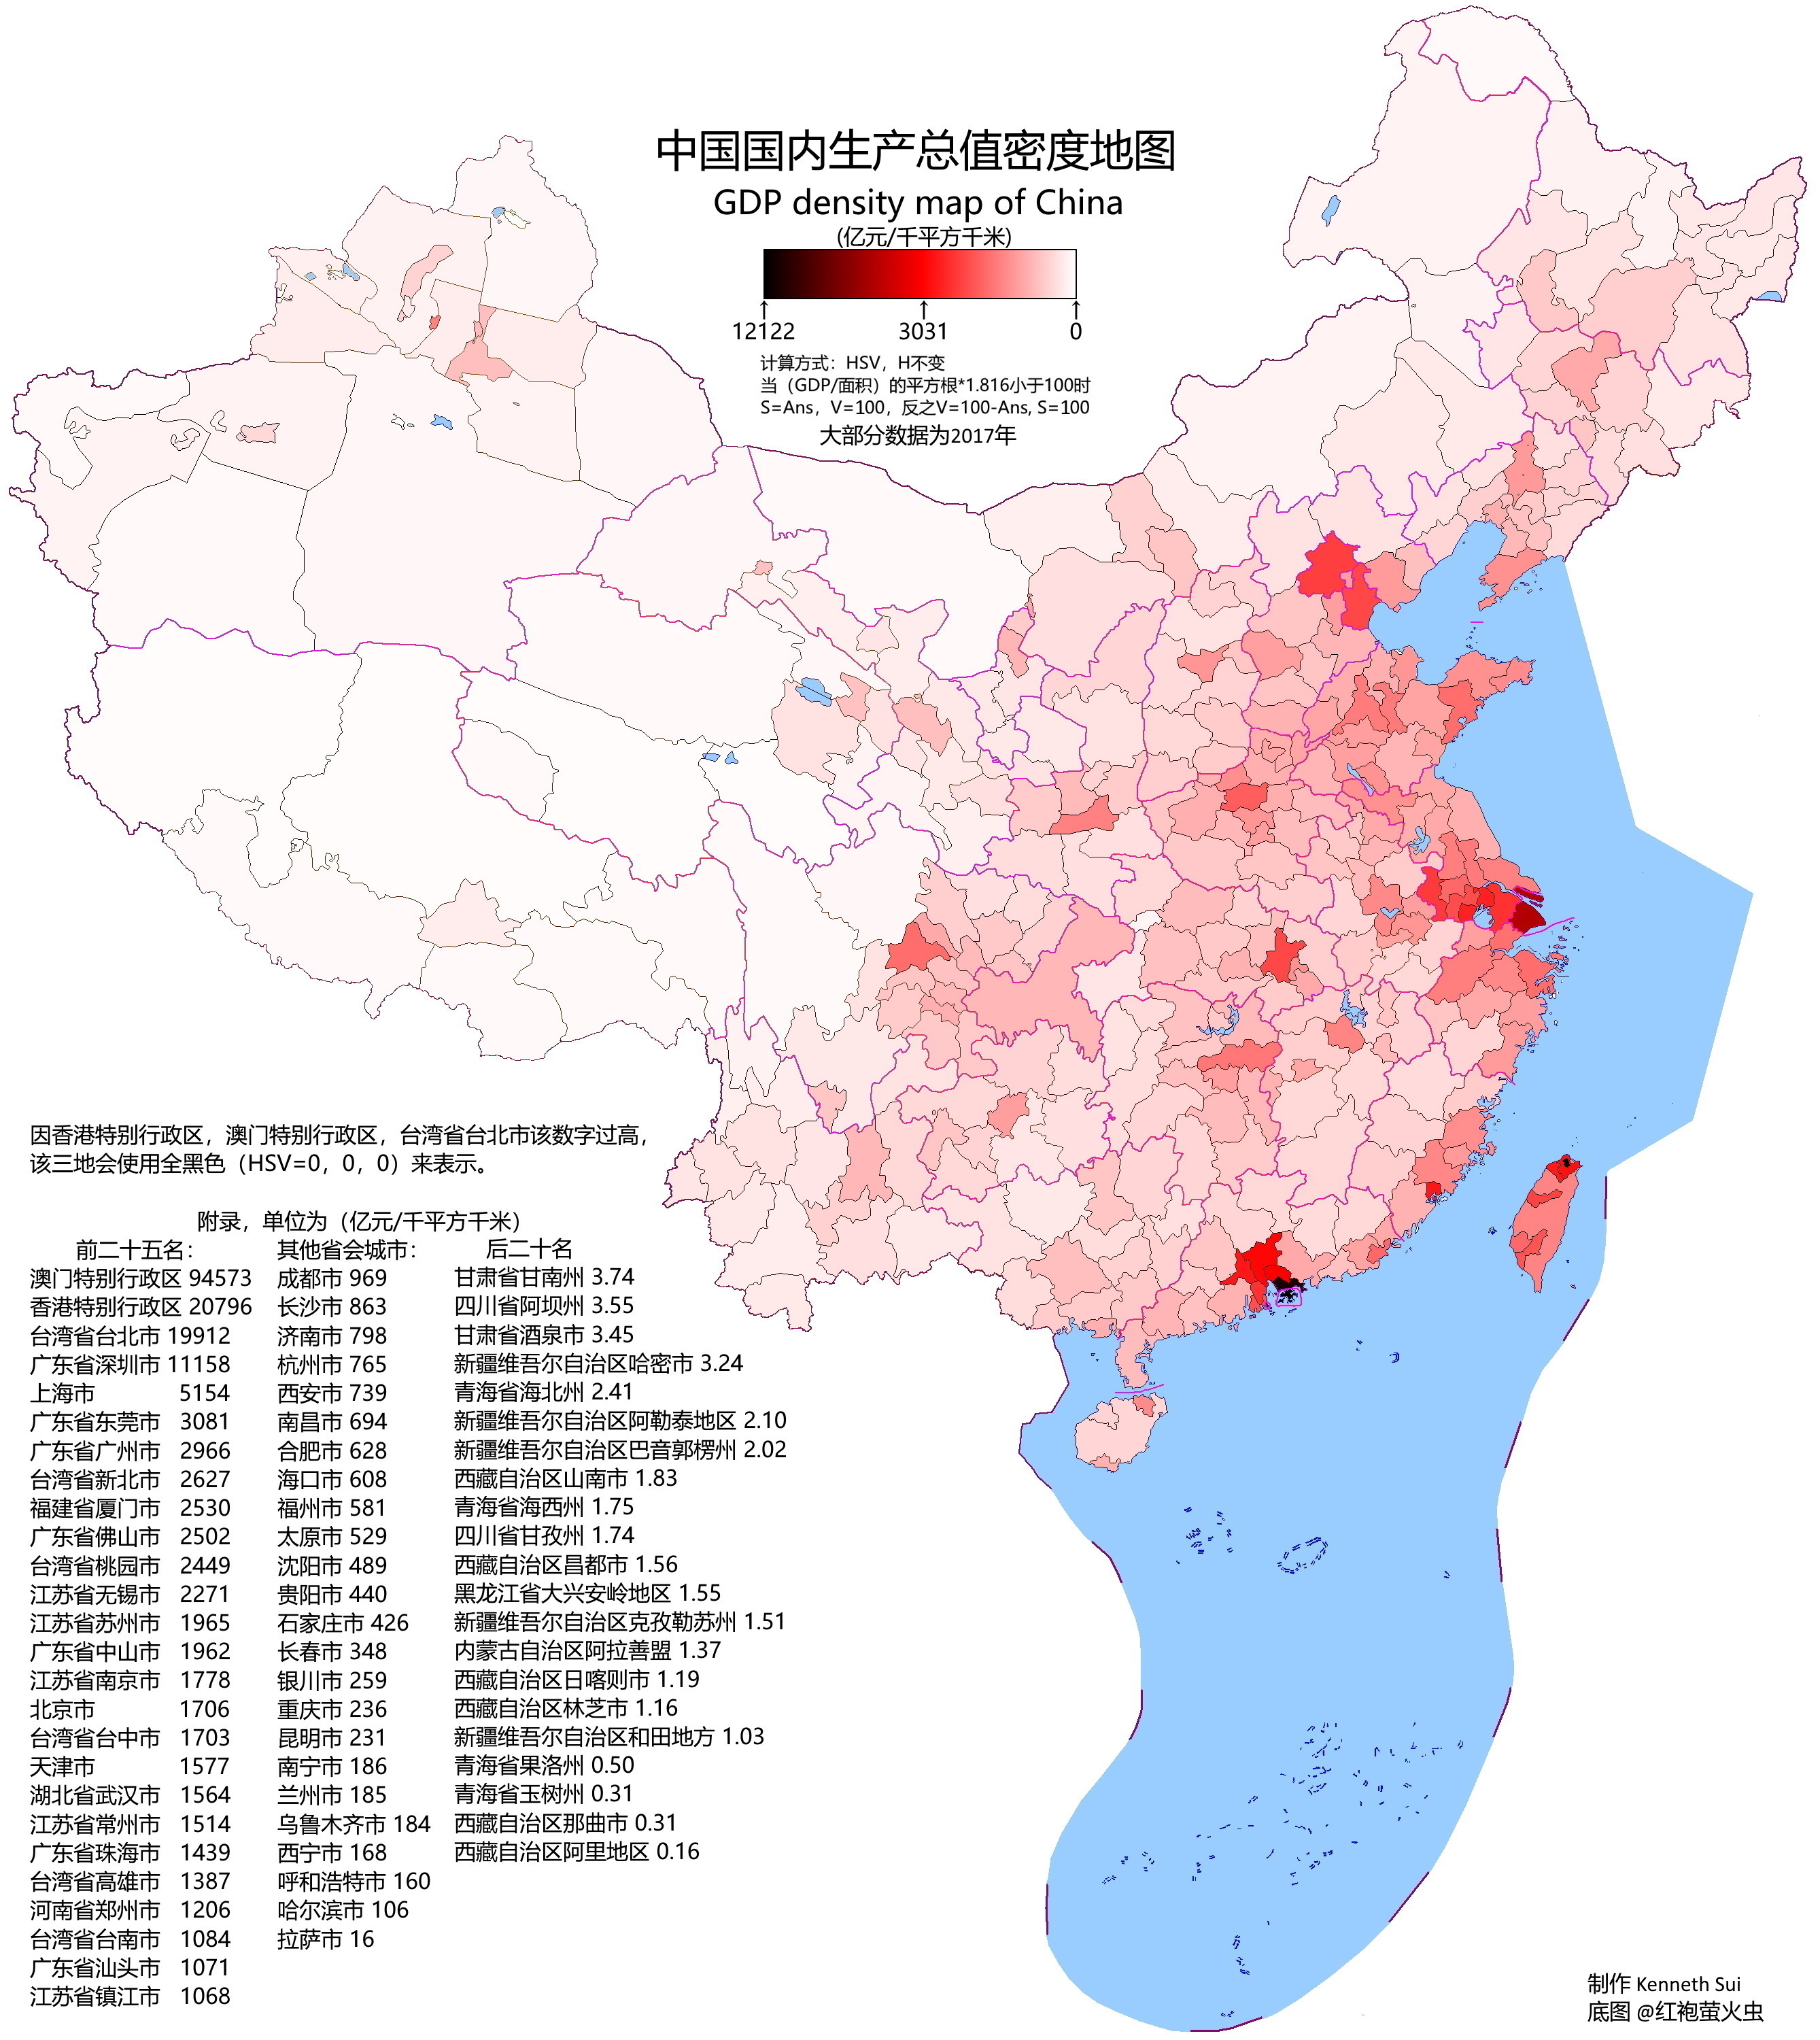 中国国内生产总值密度地图
GDP density map of China
(亿元/千平方千米)
12122 3031 0
计算方式：HSV，H不变
当（GDP/面积）的平方根*1.816小于100时
S=Ans，V=100，反之V=100-Ans, S=100
大部分数据为2017年
因香港特别行政区，澳门特别行政区，台湾省台北市该数字过高，
该三地会使用全黑色（HSV=0，0，0）来表示。
附录，单位为（亿元/千平方千米）
前二十五名：
澳门特别行政区 94573
香港特别行政区 20796
台湾省台北市 19912
广东省深圳市 11158
上海市 5154
广东省东莞市 3081
广东省广州市 2966
台湾省新北市 2627
福建省厦门市 2530
广东省佛山市 2502
台湾省桃园市 2449
江苏省无锡市 2271
江苏省苏州市 1965
广东省中山市 1962
江苏省南京市 1778
北京市 1706
台湾省台中市 1703
天津市 1577
湖北省武汉市 1564
江苏省常州市 1514
广东省珠海市 1439
台湾省高雄市 1387
河南省郑州市 1206
台湾省台南市 1084
广东省汕头市 1071
江苏省镇江市 1068
其他省会城市：
成都市 969
长沙市 863
济南市 798
杭州市 765
西安市 739
南昌市 694
合肥市 628
海口市 608
福州市 581
太原市 529
沈阳市 489
贵阳市 440
石家庄市 426
长春市 348
银川市 259
重庆市 236
昆明市 231
南宁市 186
兰州市 185
乌鲁木齐市 184
西宁市 168
呼和浩特市 160
哈尔滨市 106
拉萨市 16
后二十名
甘肃省甘南州 3.74
四川省阿坝州 3.55
甘肃省酒泉市 3.45
新疆维吾尔自治区哈密市 3.24
青海省海北州 2.41
新疆维吾尔自治区阿勒泰地区 2.10
新疆维吾尔自治区巴音郭楞州 2.02
西藏自治区山南市 1.83
青海省海西州 1.75
四川省甘孜州 1.74
西藏自治区昌都市 1.56
黑龙江省大兴安岭地区 1.55
新疆维吾尔自治区克孜勒苏州 1.51
内蒙古自治区阿拉善盟 1.37
西藏自治区日喀则市 1.19
西藏自治区林芝市 1.16
新疆维吾尔自治区和田地方 1.03
青海省果洛州 0.50
青海省玉树州 0.31
西藏自治区那曲市 0.31
西藏自治区阿里地区 0.16
制作 Kenneth Sui
底图 @红袍萤火虫